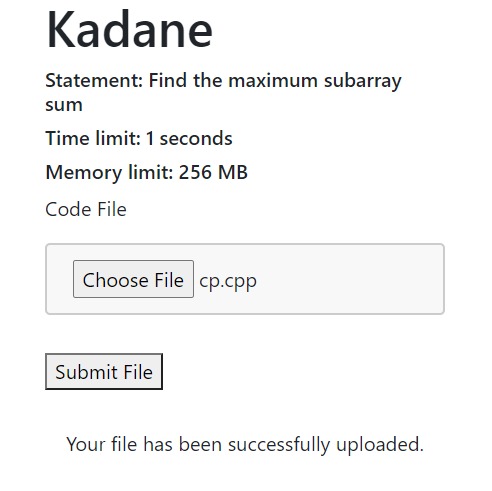 Kadane
Statement: Find the maximum subarray
sum
Time limit: 1 seconds
Memory limit: 256 MB
Code File
Choose File cp.cpp
Submit File
Your file has been successfully uploaded.